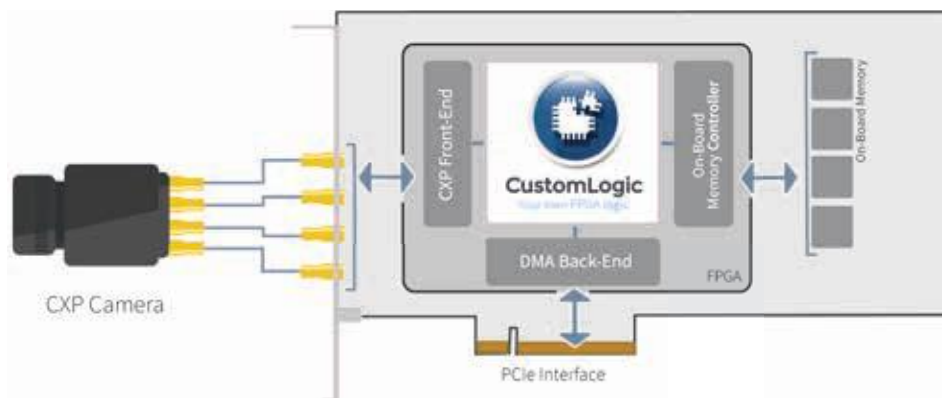 CXP Camera
CXP Front-End
CustomLogic
Your own FPGA logic
On-Board
Memory Controller
On-Board Memory
DMA Back-End
FPGA
PCIe Interface